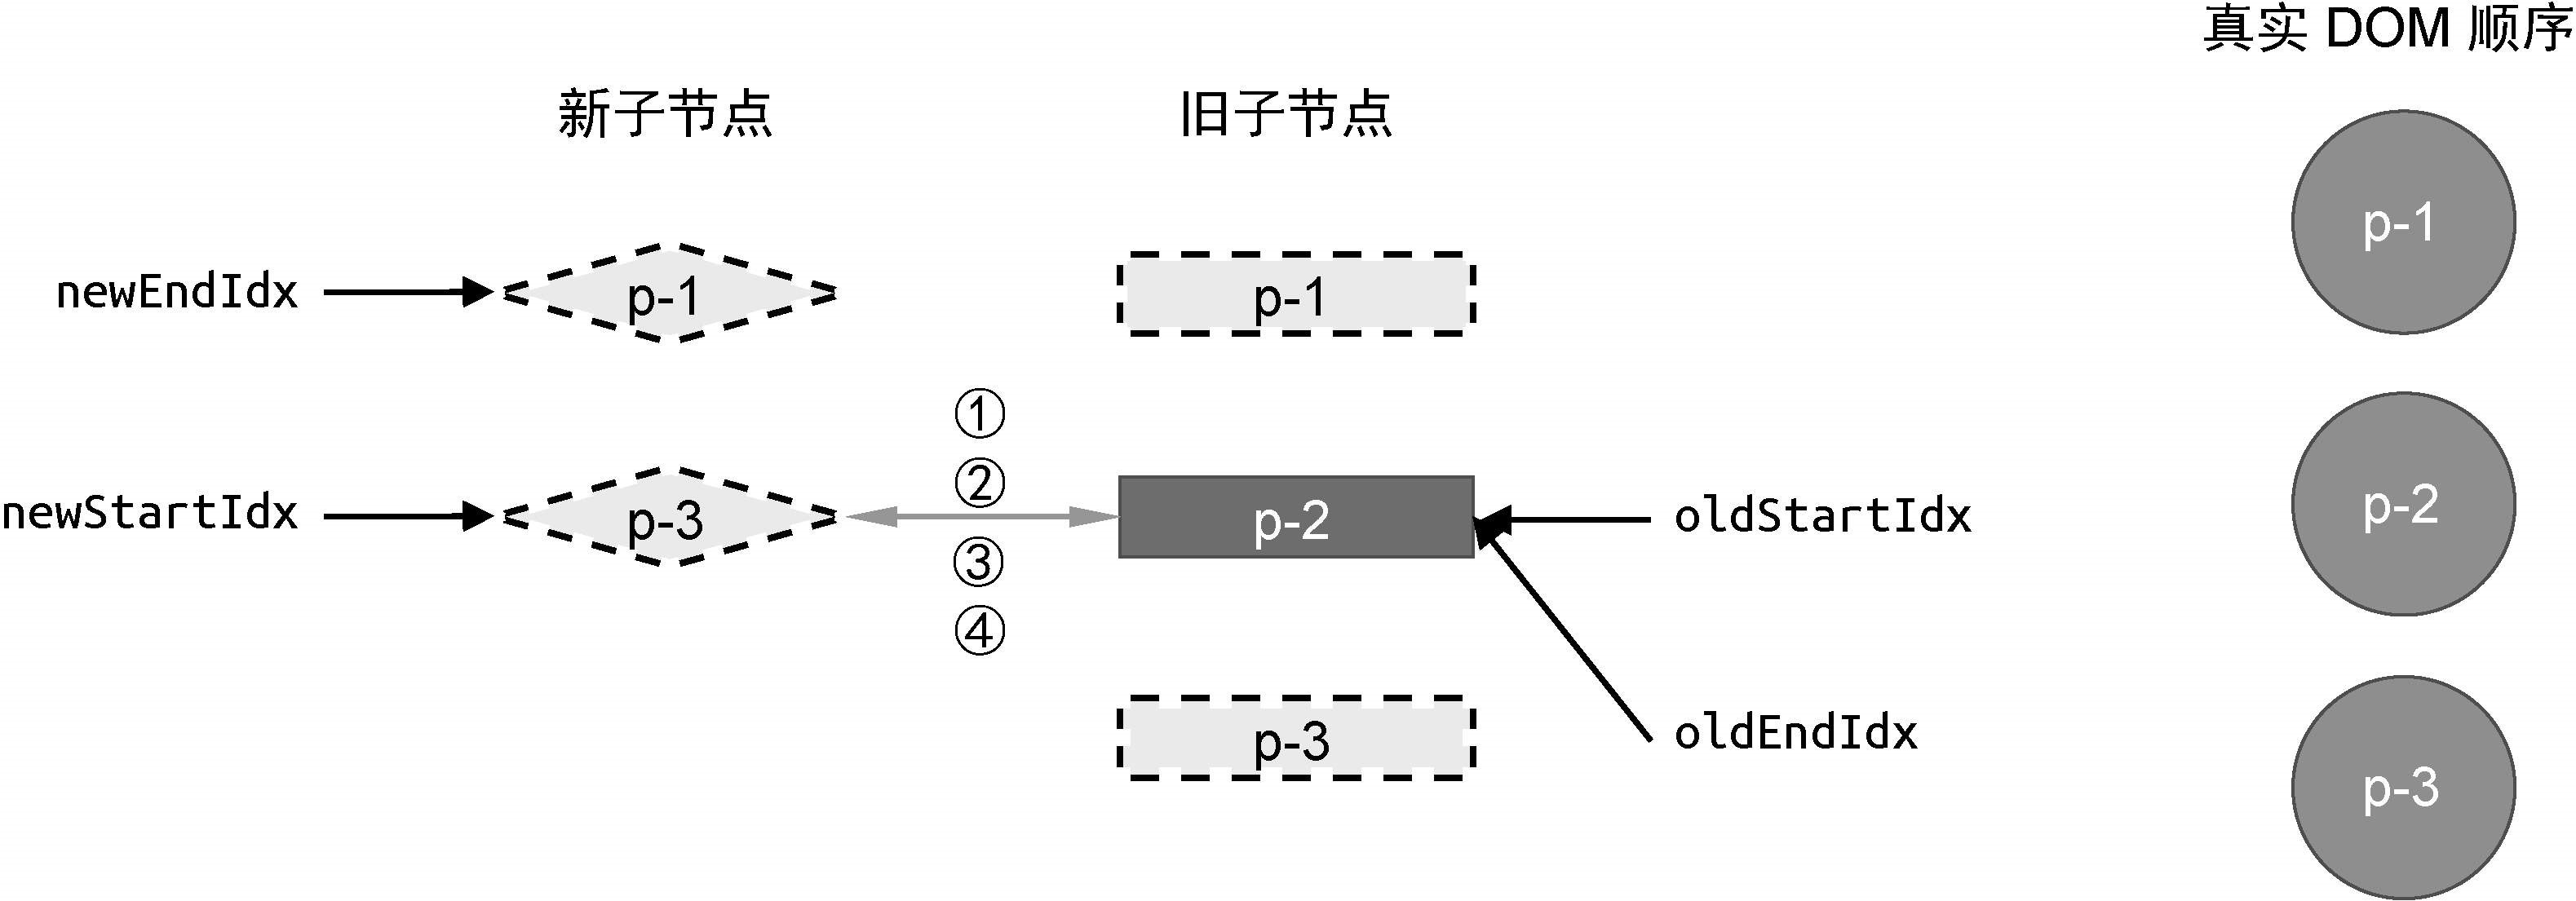 真实 DOM 顺序
新子节点
旧子节点
p-1
newEndIdx
p-1
p-1
①
②
newStartIdx
p-3
p-2
oldStartIdx
p-2
③
④
p-3
oldEndIdx
p-3